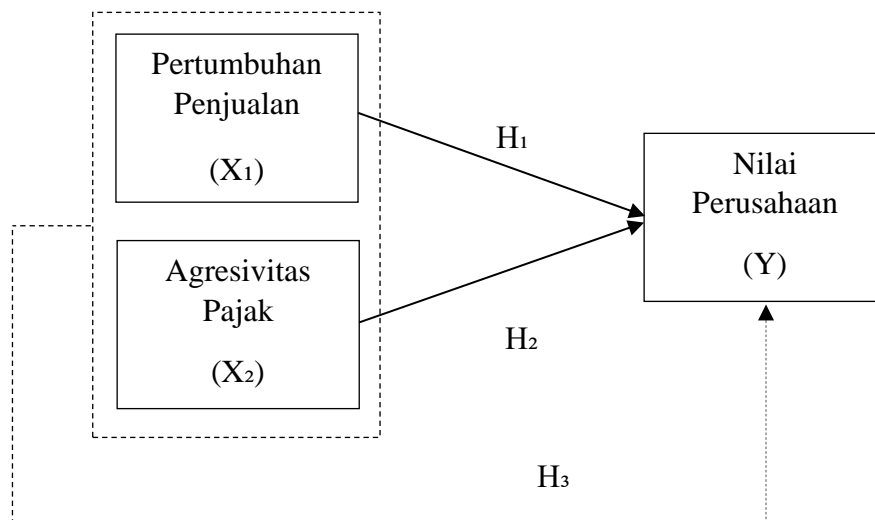 Pertumbuhan
Penjualan
(X₁)
H₁
Nilai
Perusahaan
(Y)
Agresivitas
Pajak
(X₂)
H₂
H₃